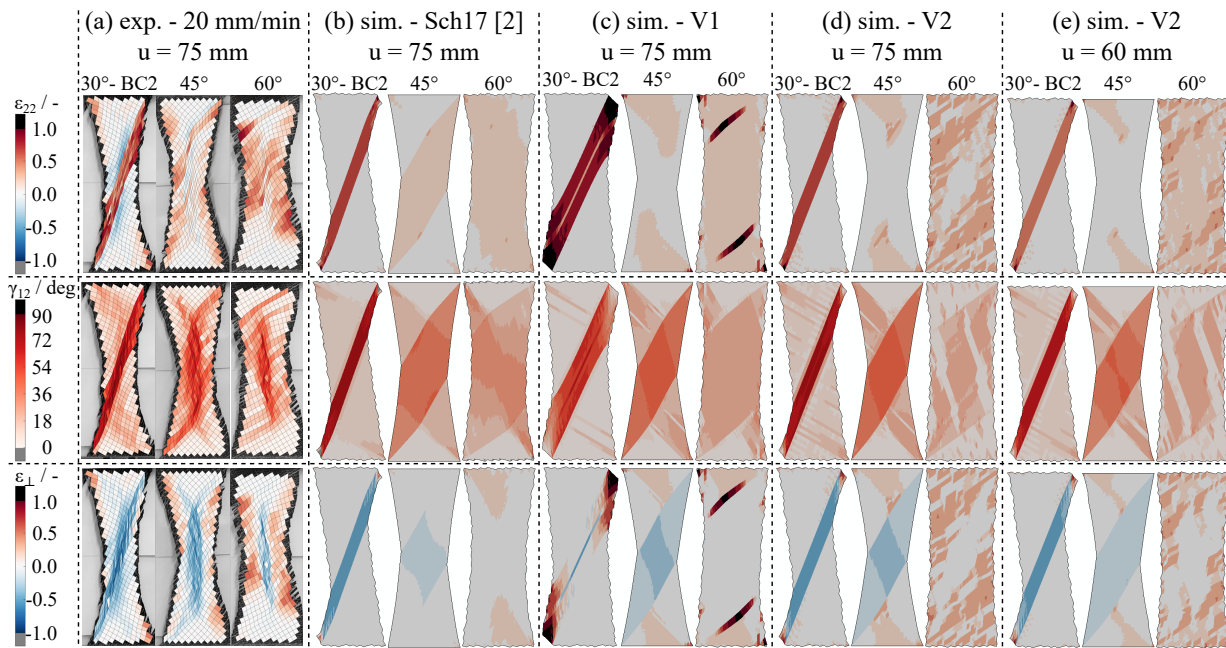 (a) exp. - 20 mm/min
u = 75 mm
(b) sim. - Sch17 [2]
u = 75 mm
(c) sim. - V1
u = 75 mm
(d) sim. - V2
u = 75 mm
(e) sim. - V2
u = 60 mm
30°- BC2 45° 60°
30°- BC2 45° 60°
30°- BC2 45° 60°
30°- BC2 45° 60°
30°- BC2 45° 60°
ε22 / -
1.0
0.5
0.0
-0.5
-1.0
γ12 / deg
90
72
54
36
18
0
ε⊥ / -
1.0
0.5
0.0
-0.5
-1.0